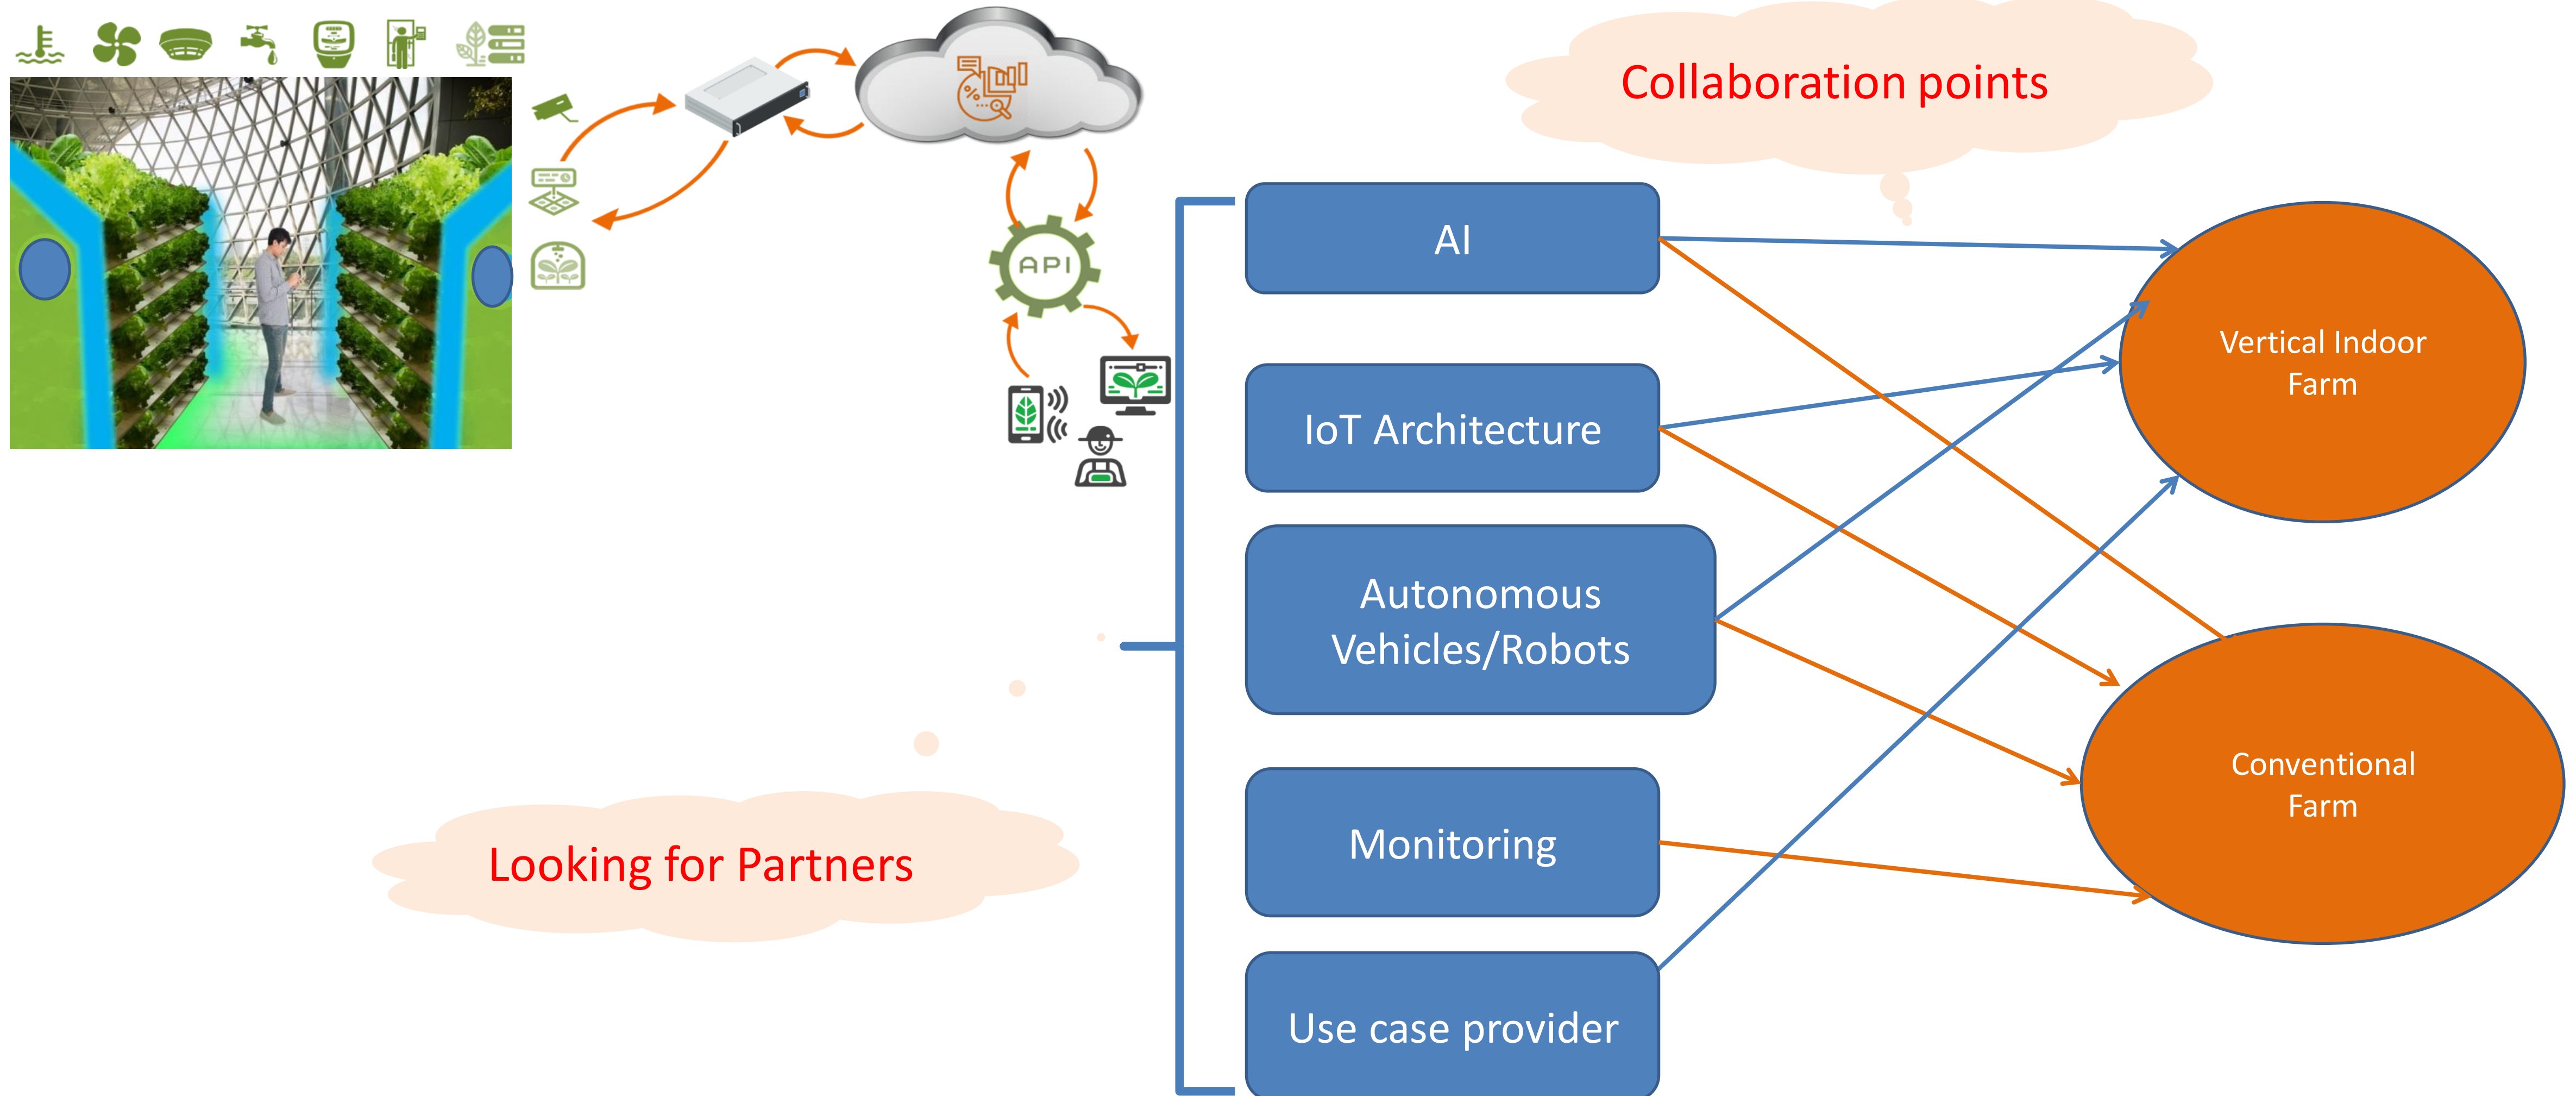 Collaboration points
API
AI
IoT Architecture
Autonomous
Vehicles/Robots
Monitoring
Use case provider
Vertical Indoor
Farm
Conventional
Farm
Looking for Partners